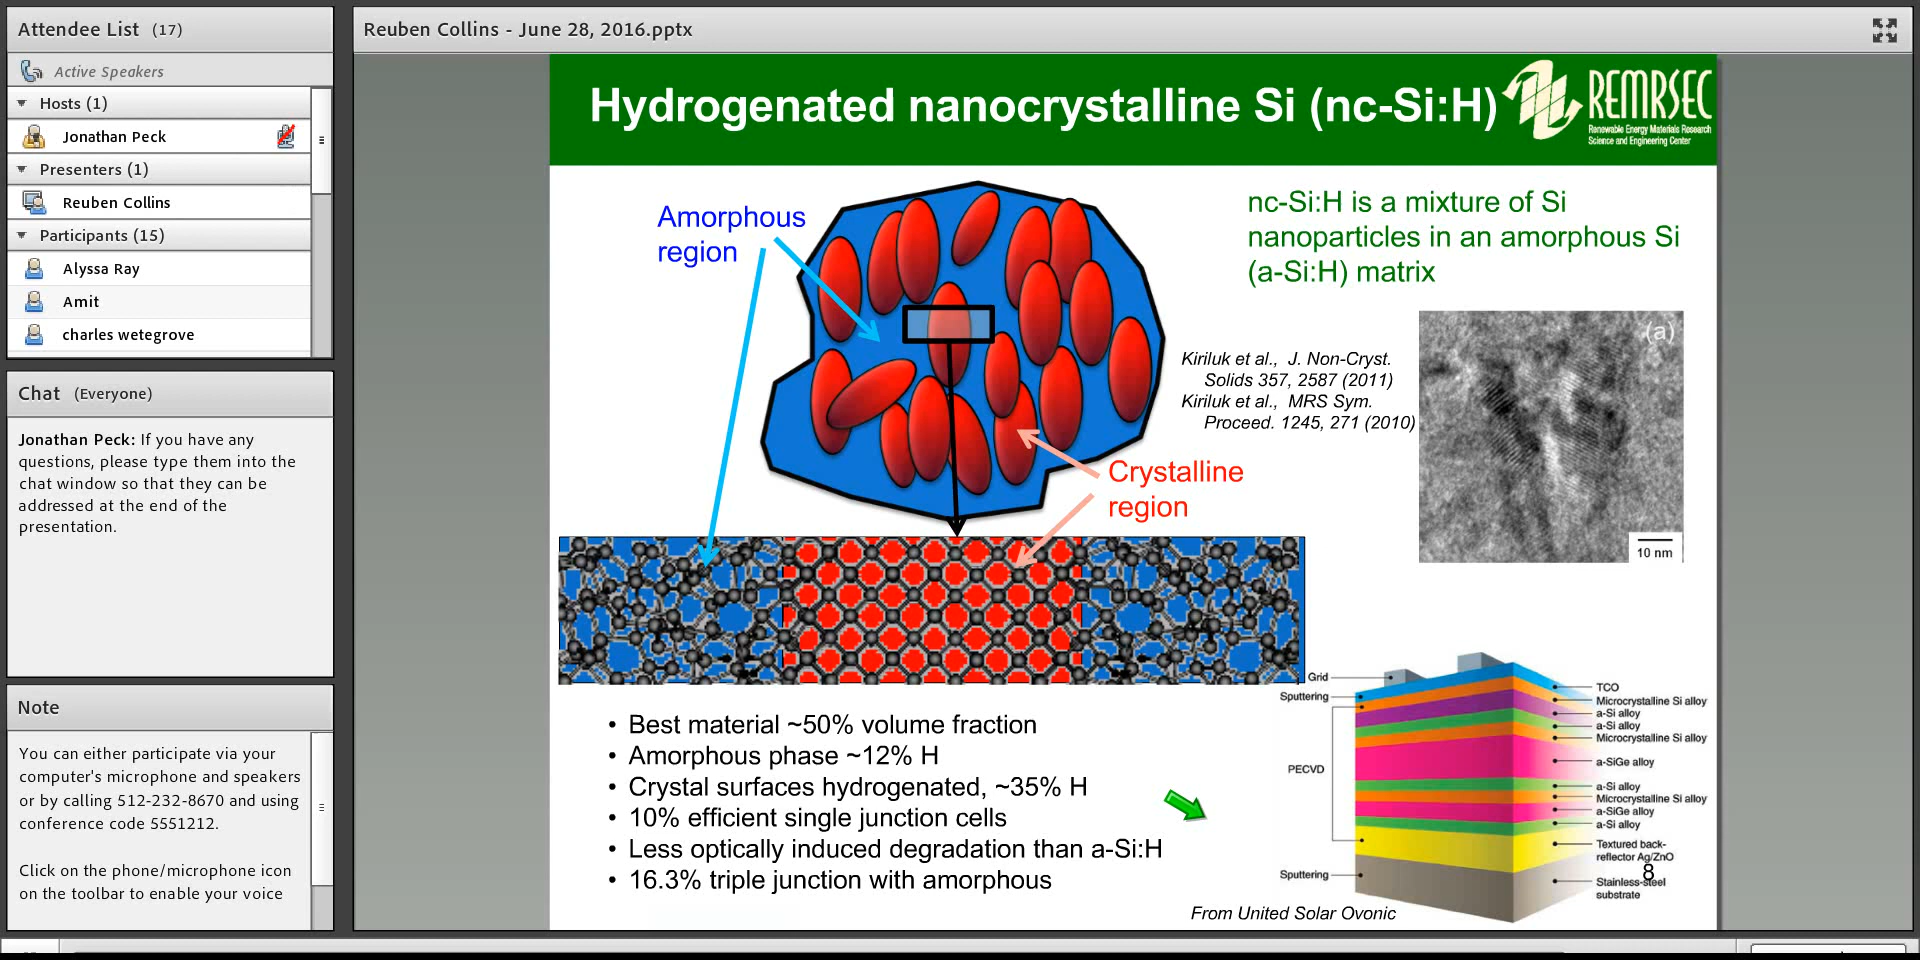 Attendee List (17)
Active Speakers
Hosts (1)
Jonathan Peck
Presenters (1)
Reuben Collins
Participants (15)
Alyssa Ray
Amit
charles wetegrove
Chat (Everyone)
Jonathan Peck: If you have any
questions, please type them into the
chat window so that they can be
addressed at the end of the
presentation.
Note
You can either participate via your
computer's microphone and speakers
or by calling 512-232-8670 and using
conference code 5551212.
Click on the phone/microphone icon
on the toolbar to enable your voice
Reuben Collins - June 28, 2016.pptx
Hydrogenated nanocrystalline Si (nc-Si:H)
REMRSEC
Renewable Energy Materials Research
Science and Engineering Center
Amorphous
region
nc-Si:H is a mixture of Si
nanoparticles in an amorphous Si
(a-Si:H) matrix
Kiriluk et al., J. Non-Cryst.
Solids 357, 2587 (2011)
Kiriluk et al., MRS Sym.
Proceed. 1245, 271 (2010)
(a)
10 nm
Crystalline
region
• Best material ~50% volume fraction
• Amorphous phase ~12% H
• Crystal surfaces hydrogenated, ~35% H
• 10% efficient single junction cells
• Less optically induced degradation than a-Si:H
• 16.3% triple junction with amorphous
Grid
Sputtering
PECVD
Sputtering
TCO
Microcrystalline Si alloy
a-Si alloy
a-Si alloy
Microcrystalline Si alloy
a-SiGe alloy
a-Si alloy
Microcrystalline Si alloy
a-SiGe alloy
a-Si alloy
Textured back-
reflector Ag/ZnO
8
Stainless-steel
substrate
From United Solar Ovonic